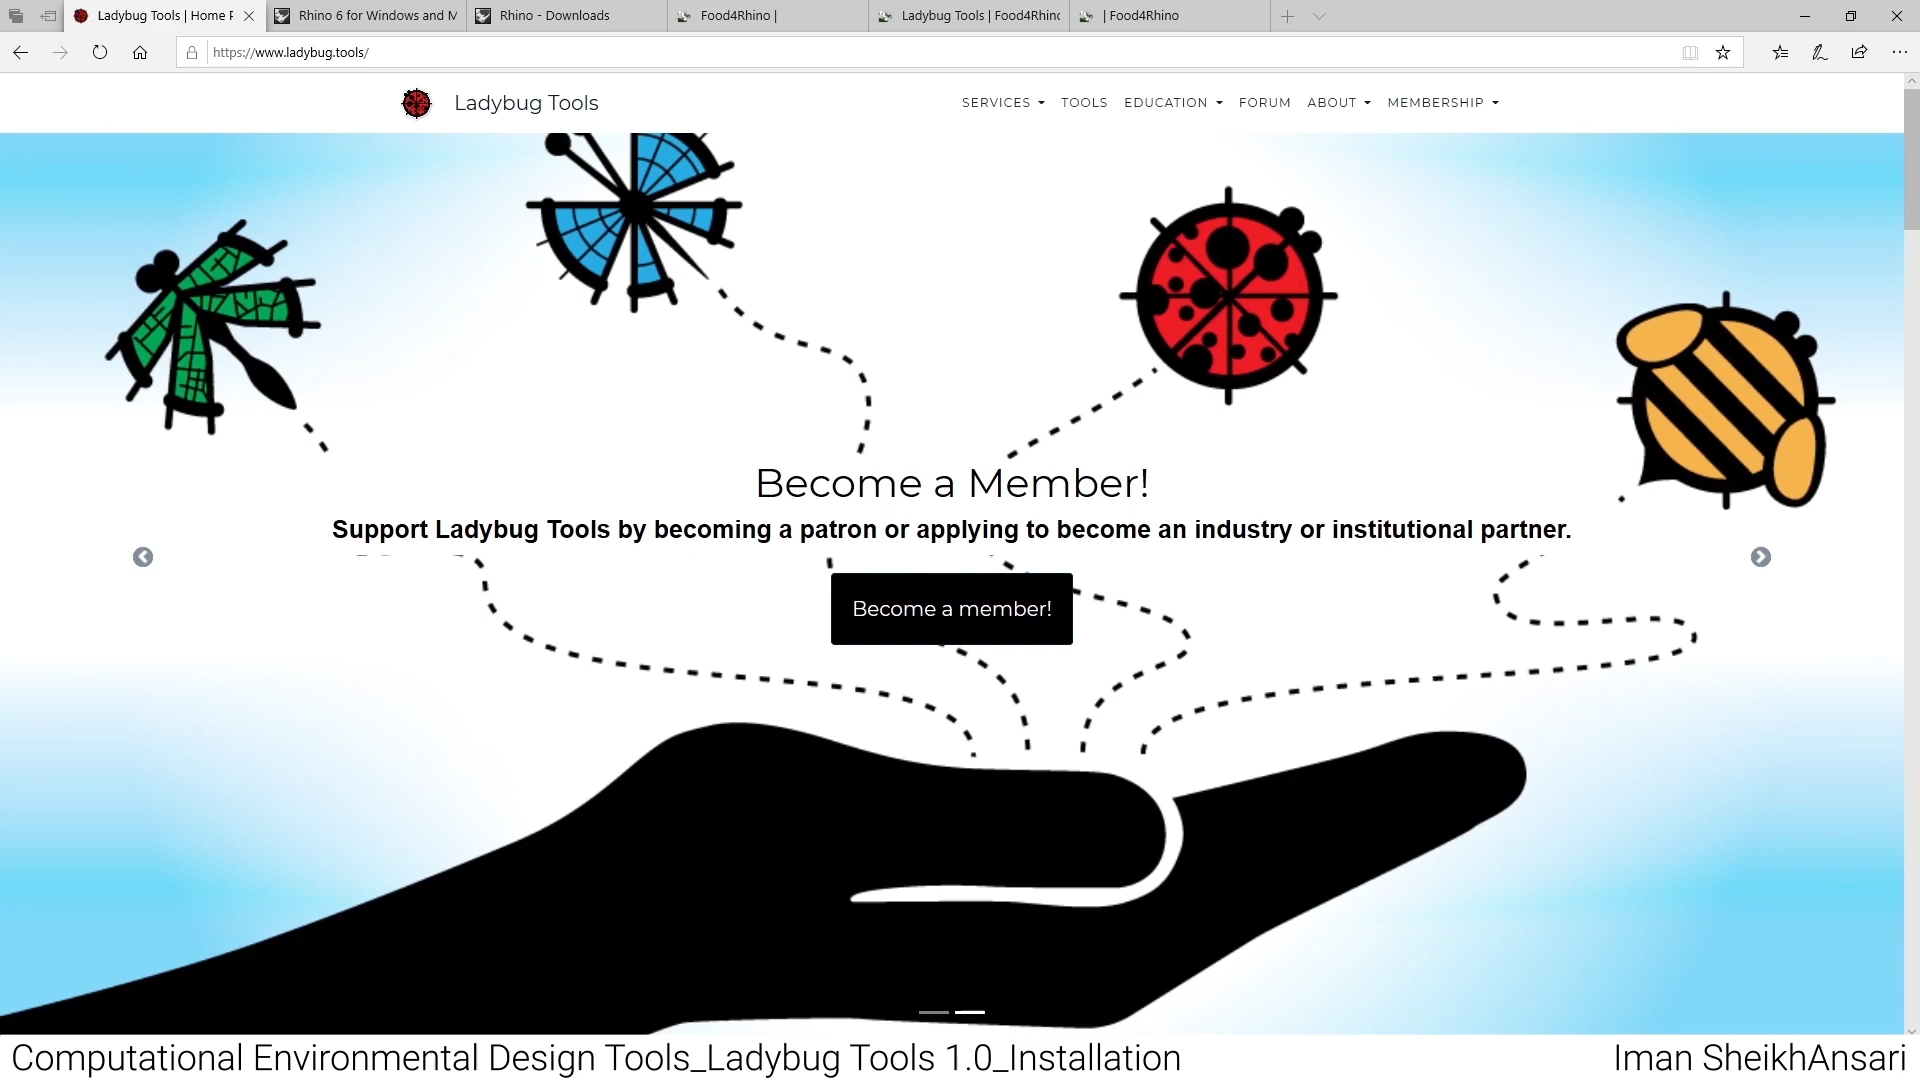 Ladybug Tools | Home P
Rhino 6 for Windows and M
Rhino - Downloads
Food4Rhino |
Ladybug Tools | Food4Rhino
| Food4Rhino
https://www.ladybug.tools/
Ladybug Tools
SERVICES
TOOLS
EDUCATION
FORUM
ABOUT
MEMBERSHIP
Become a Member!
Support Ladybug Tools by becoming a patron or applying to become an industry or institutional partner.
Become a member!
Computational Environmental Design Tools_Ladybug Tools 1.0_Installation
Iman SheikhAnsari